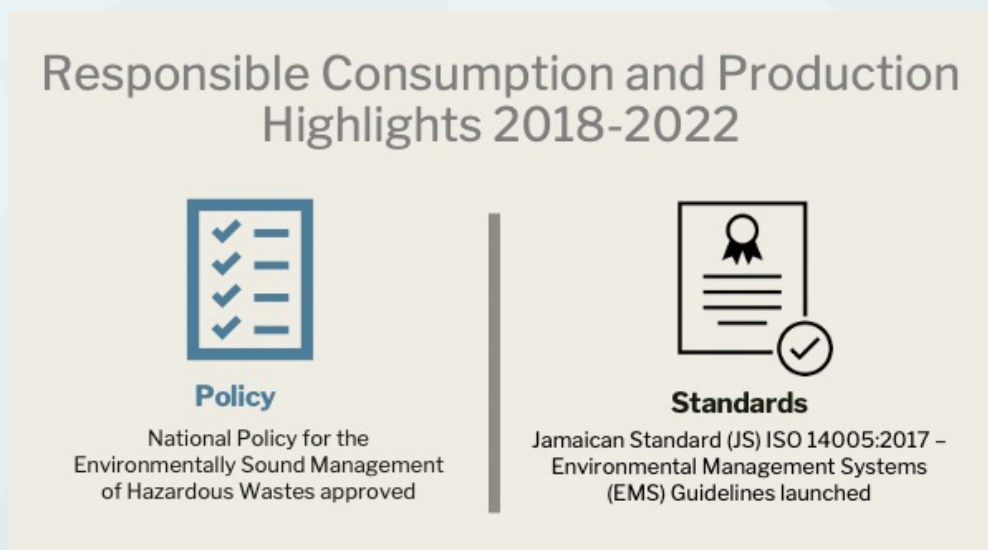 Responsible Consumption and Production
Highlights 2018-2022
Policy
National Policy for the
Environmentally Sound Management
of Hazardous Wastes approved
Standards
Jamaican Standard (JS) ISO 14005:2017 –
Environmental Management Systems
(EMS) Guidelines launched